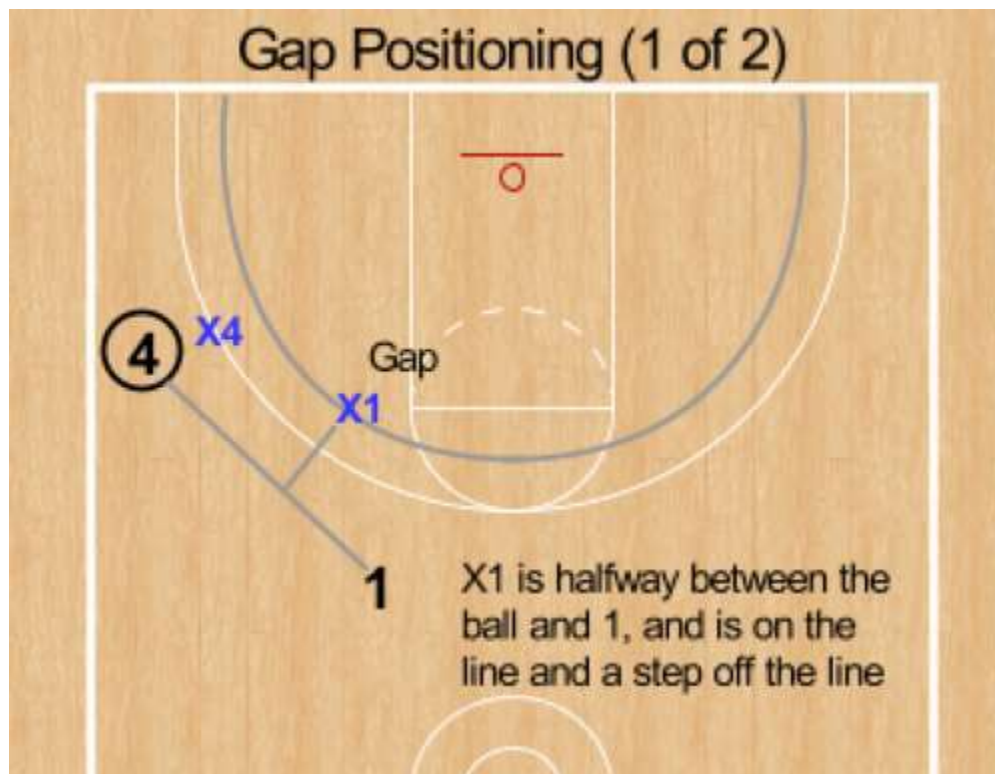 Gap Positioning (1 of 2)
X4
4
Gap
X1
1
X1 is halfway between the
ball and 1, and is on the
line and a step off the line